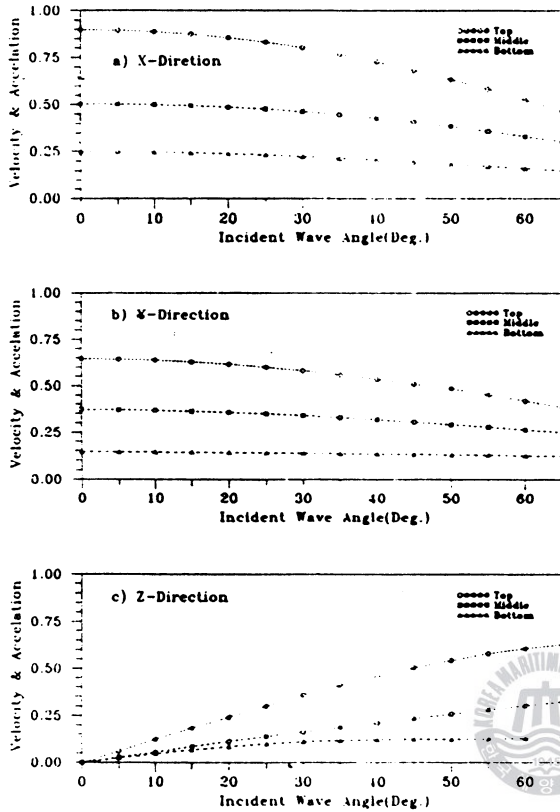 1.00
0.75
0.50
0.25
0.00
Velocity & Accelation
a) X-Diretion
Top
Middle
Bottom
0 10 20 30 40 50 60
Incident Wave Angle(Deg.)
1.00
0.75
0.50
0.25
0.00
Velocity & Accelation
b) Y-Direction
Top
Middle
Bottom
0 10 20 30 40 50 60
Incident Wave Angle(Deg.)
1.00
0.75
0.50
0.25
0.00
Velocity & Accelation
c) Z-Direction
Top
Middle
Bottom
0 10 20 30 40 50 60
Incident Wave Angle(Deg.)
KOREA MARITIME